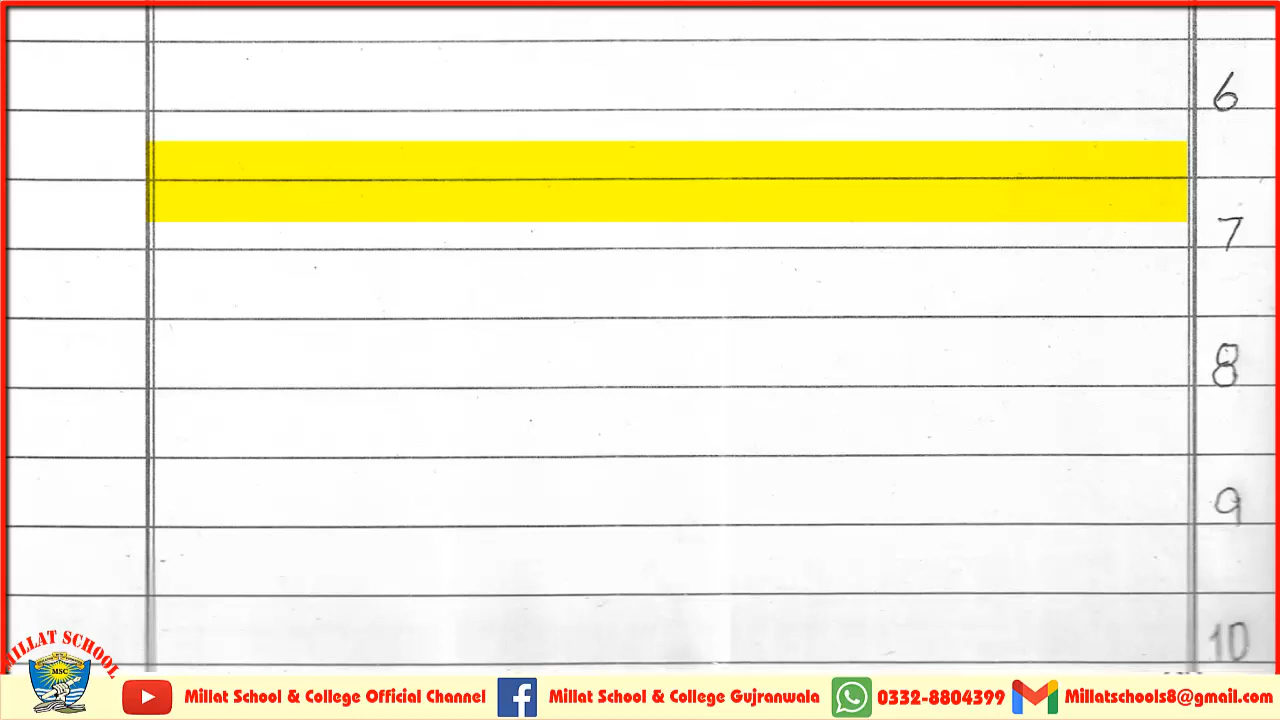 6
7
8
9
10
MILLAT SCHOOL
MSC
Millat School & College Official Channel
Millat School & College Gujranwala
0332-8804399
Millatschools8@gmail.com